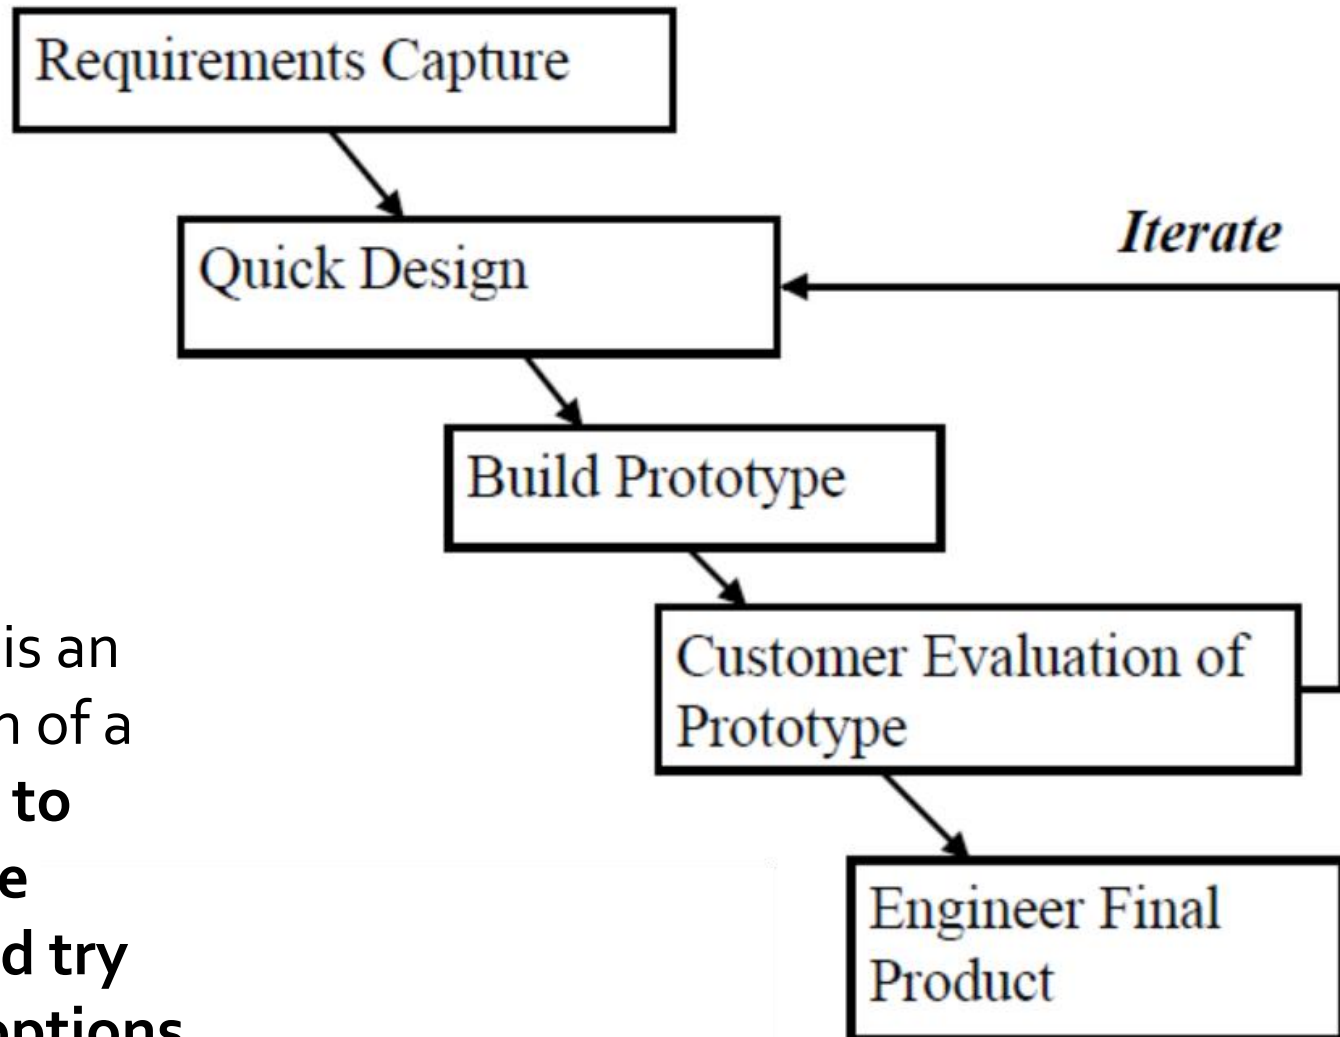 Requirements Capture
Quick Design
Iterate
Build Prototype
Customer Evaluation of
Prototype
Engineer Final
Product
is an
of a
to
try